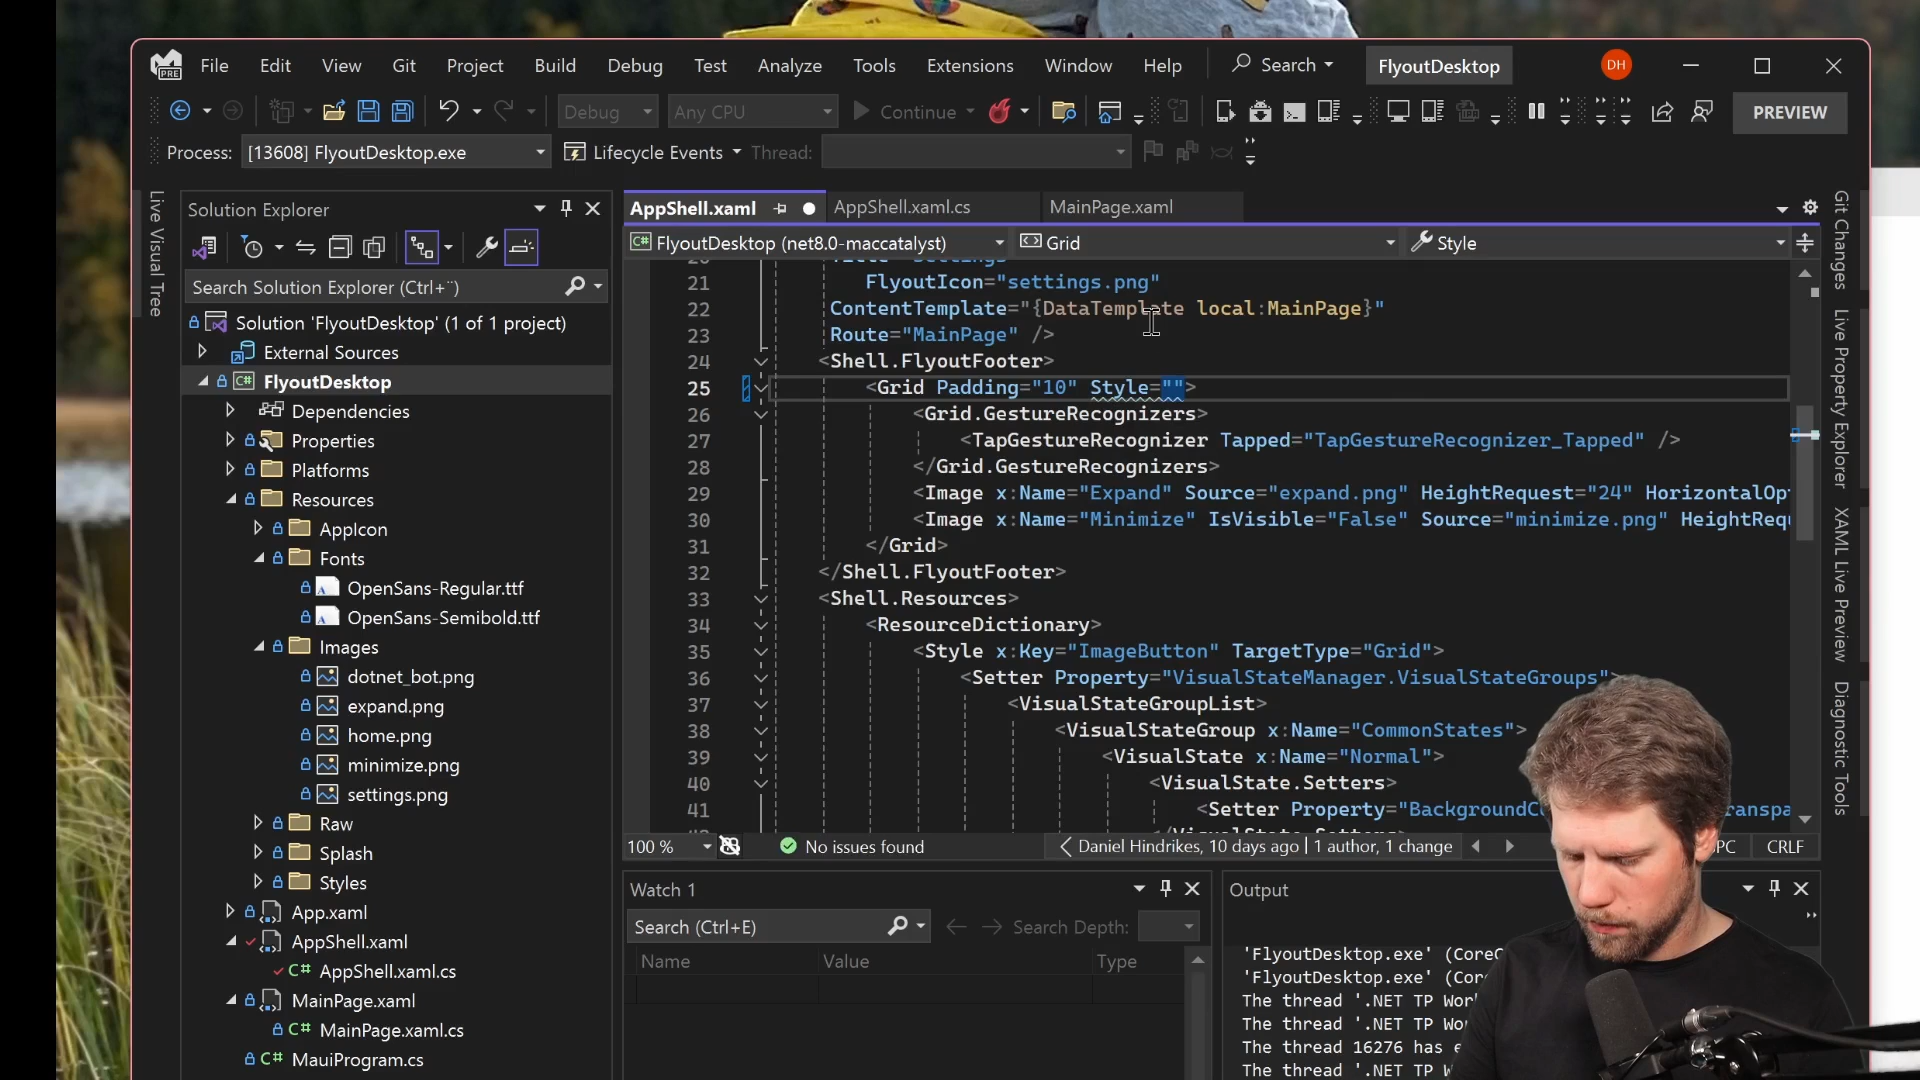 PRE
File Edit View Git Project Build Debug Test Analyze Tools Extensions Window Help Search FlyoutDesktop DH
Debug Any CPU Continue PREVIEW
Process: [13608] FlyoutDesktop.exe Lifecycle Events Thread:
Live Visual Tree
Solution Explorer
Search Solution Explorer (Ctrl+¨)
Solution 'FlyoutDesktop' (1 of 1 project)
External Sources
FlyoutDesktop
Dependencies
Properties
Platforms
Resources
AppIcon
Fonts
OpenSans-Regular.ttf
OpenSans-Semibold.ttf
Images
dotnet_bot.png
expand.png
home.png
minimize.png
settings.png
Raw
Splash
Styles
App.xaml
AppShell.xaml
AppShell.xaml.cs
MainPage.xaml
MainPage.xaml.cs
MauiProgram.cs
AppShell.xaml AppShell.xaml.cs MainPage.xaml
FlyoutDesktop (net8.0-maccatalyst) Grid Style
21 FlyoutIcon="settings.png"
22 ContentTemplate="{DataTemplate local:MainPage}"
23 Route="MainPage" />
24 <Shell.FlyoutFooter>
25 <Grid Padding="10" Style="">
26 <Grid.GestureRecognizers>
27 <TapGestureRecognizer Tapped="TapGestureRecognizer_Tapped" />
28 </Grid.GestureRecognizers>
29 <Image x:Name="Expand" Source="expand.png" HeightRequest="24" HorizontalOpt
30 <Image x:Name="Minimize" IsVisible="False" Source="minimize.png" HeightRequ
31 </Grid>
32 </Shell.FlyoutFooter>
33 <Shell.Resources>
34 <ResourceDictionary>
35 <Style x:Key="ImageButton" TargetType="Grid">
36 <Setter Property="VisualStateManager.VisualStateGroups">
37 <VisualStateGroupList>
38 <VisualStateGroup x:Name="CommonStates">
39 <VisualState x:Name="Normal">
40 <VisualState.Setters>
41 <Setter Property="BackgroundCo ranspa
100 % No issues found Daniel Hindrikes, 10 days ago | 1 author, 1 change PC CRLF
Watch 1
Search (Ctrl+E) Search Depth:
Name Value Type
Output
'FlyoutDesktop.exe' (CoreC
'FlyoutDesktop.exe' (CoreC
The thread '.NET TP Wor
The thread '.NET TP Wor
The thread 16276 has e
The thread '.NET TP W
Git Changes
Live Property Explorer
XAML Live Preview
Diagnostic Tools